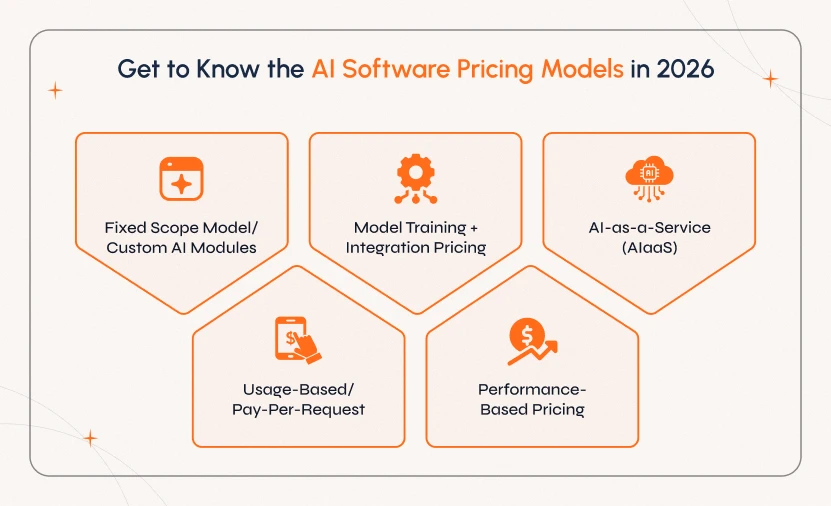 Get to Know the AI Software Pricing Models in 2026
Fixed Scope Model/
Custom AI Modules
Model Training +
Integration Pricing
AI
AI-as-a-Service
(AIaaS)
$
Usage-Based/
Pay-Per-Request
$
Performance-
Based Pricing